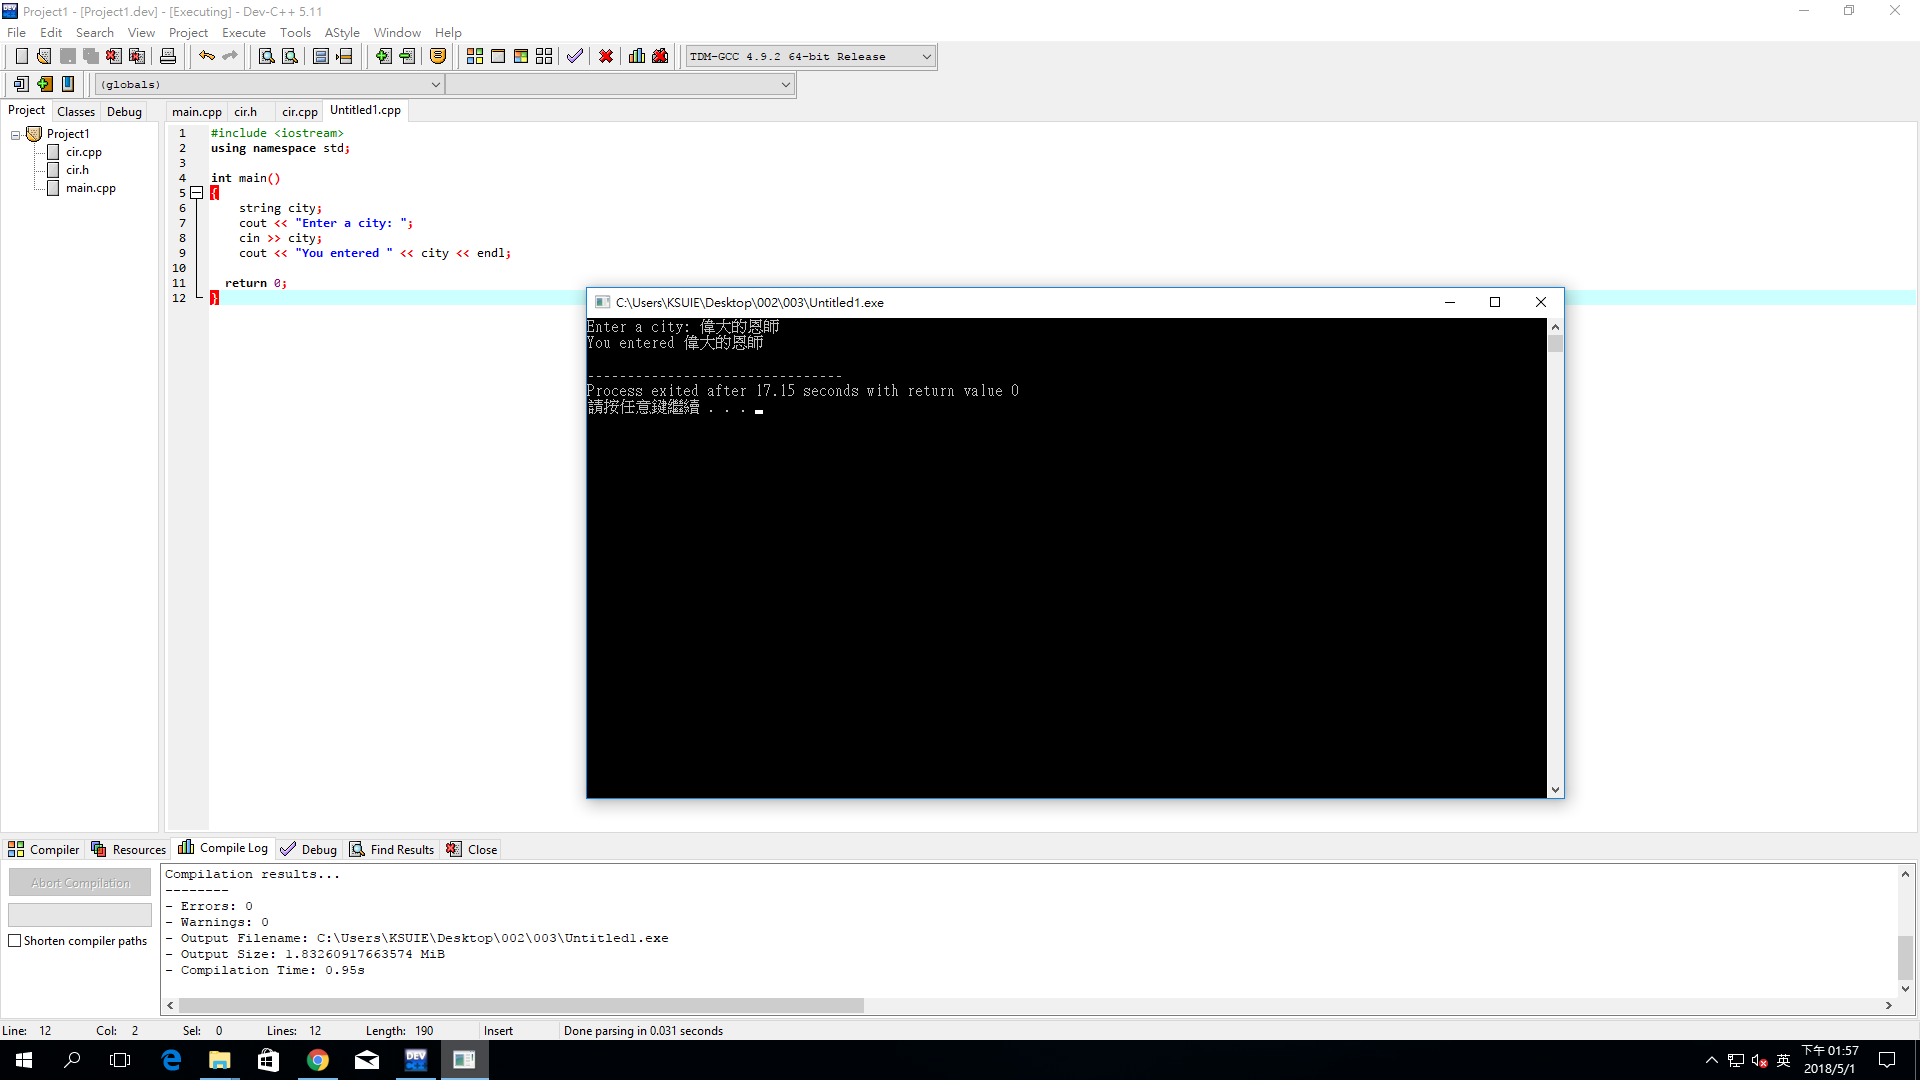 Project1 - [Project1.dev] - [Executing] - Dev-C++ 5.11
File Edit Search View Project Execute Tools AStyle Window Help
TDM-GCC 4.9.2 64-bit Release
(globals)
Project Classes Debug
main.cpp cir.h cir.cpp Untitled1.cpp
Project1
cir.cpp
cir.h
main.cpp
1 #include <iostream>
2 using namespace std;
3
4 int main()
5 {
6 string city;
7 cout << "Enter a city: ";
8 cin >> city;
9 cout << "You entered " << city << endl;
10
11 return 0;
12 }
C:\Users\KSUIE\Desktop\002\003\Untitled1.exe
Enter a city: 偉大的恩師
You entered 偉大的恩師
--------------------------------
Process exited after 17.15 seconds with return value 0
請按任意鍵繼續 . . .
Compiler Resources Compile Log Debug Find Results Close
Abort Compilation
Shorten compiler paths
Compilation results...
--------
- Errors: 0
- Warnings: 0
- Output Filename: C:\Users\KSUIE\Desktop\002\003\Untitled1.exe
- Output Size: 1.83260917663574 MiB
- Compilation Time: 0.95s
Line: 12 Col: 2 Sel: 0 Lines: 12 Length: 190 Insert Done parsing in 0.031 seconds
DEV
英
下午 01:57
2018/5/1